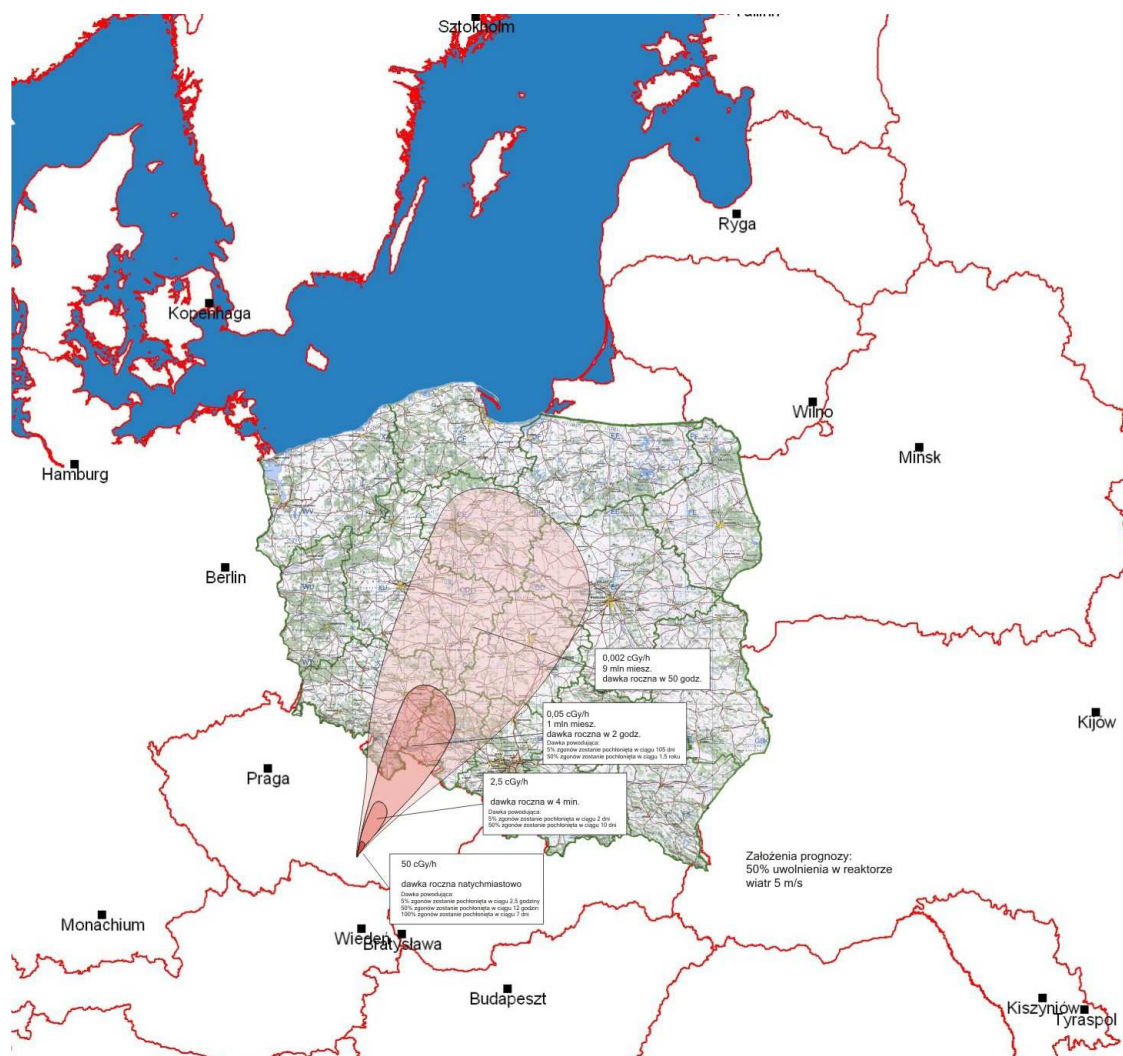 Sztokholm
Ryga
Kopenhaga
Wilno
Mińsk
Hamburg
Berlin
0,002 cGy/h
9 mln miesz.
dawka roczna w 50 godz.
0,05 cGy/h
1 mln miesz.
dawka roczna w 2 godz.
Dawka powodująca:
5% zgonów zostanie pochłonięta w ciągu 105 dni
50% zgonów zostanie pochłonięta w ciągu 1,5 roku
Kijów
Praga
2,5 cGy/h
dawka roczna w 4 min.
Dawka powodująca:
5% zgonów zostanie pochłonięta w ciągu 2 dni
50% zgonów zostanie pochłonięta w ciągu 10 dni
50 cGy/h
dawka roczna natychmiastowo
Dawka powodująca:
5% zgonów zostanie pochłonięta w ciągu 2.5 godziny
50% zgonów zostanie pochłonięta w ciągu 12 godzin
100% zgonów zostanie pochłonięta w ciągu 7 dni
Założenia prognozy:
50% uwolnienia w reaktorze
wiatr 5 m/s
Monachium
Wiedeń
Bratysława
Budapeszt
Kiszyniów
Tyraspol